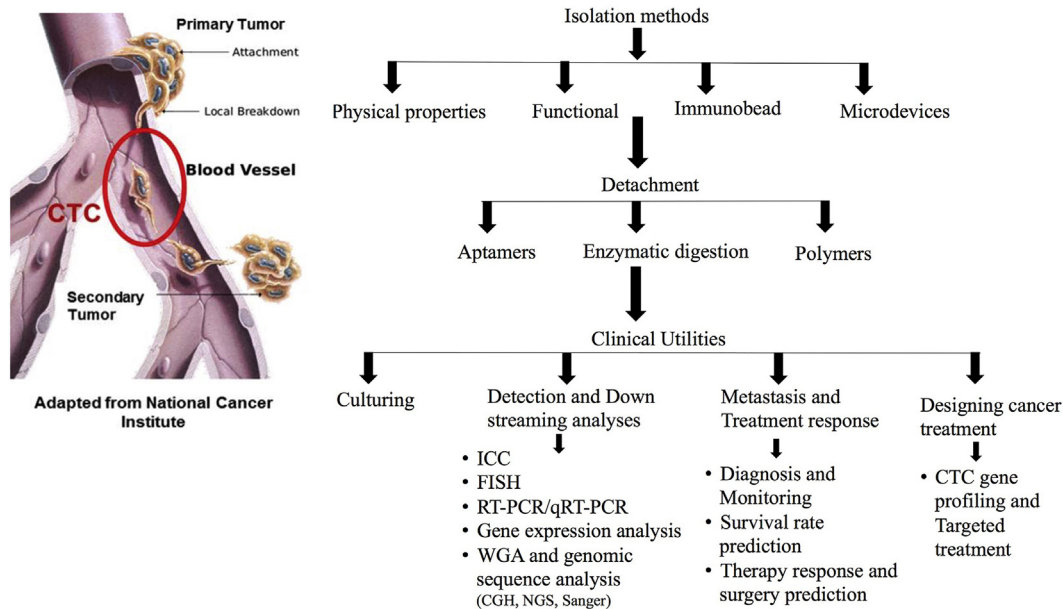 Primary Tumor
Attachment
Local Breakdown
Blood Vessel
CTC
Secondary
Tumor
Adapted from National Cancer
Institute
Isolation methods
Physical properties
Functional
Immunobead
Microdevices
Detachment
Aptamers
Enzymatic digestion
Polymers
Clinical Utilities
Culturing
Detection and Down
streaming analyses
• ICC
• FISH
• RT-PCR/qRT-PCR
• Gene expression analysis
• WGA and genomic
sequence analysis
(CGH, NGS, Sanger)
Metastasis and
Treatment response
• Diagnosis and
Monitoring
• Survival rate
prediction
• Therapy response and
surgery prediction
Designing cancer
treatment
• CTC gene
profiling and
Targeted
treatment